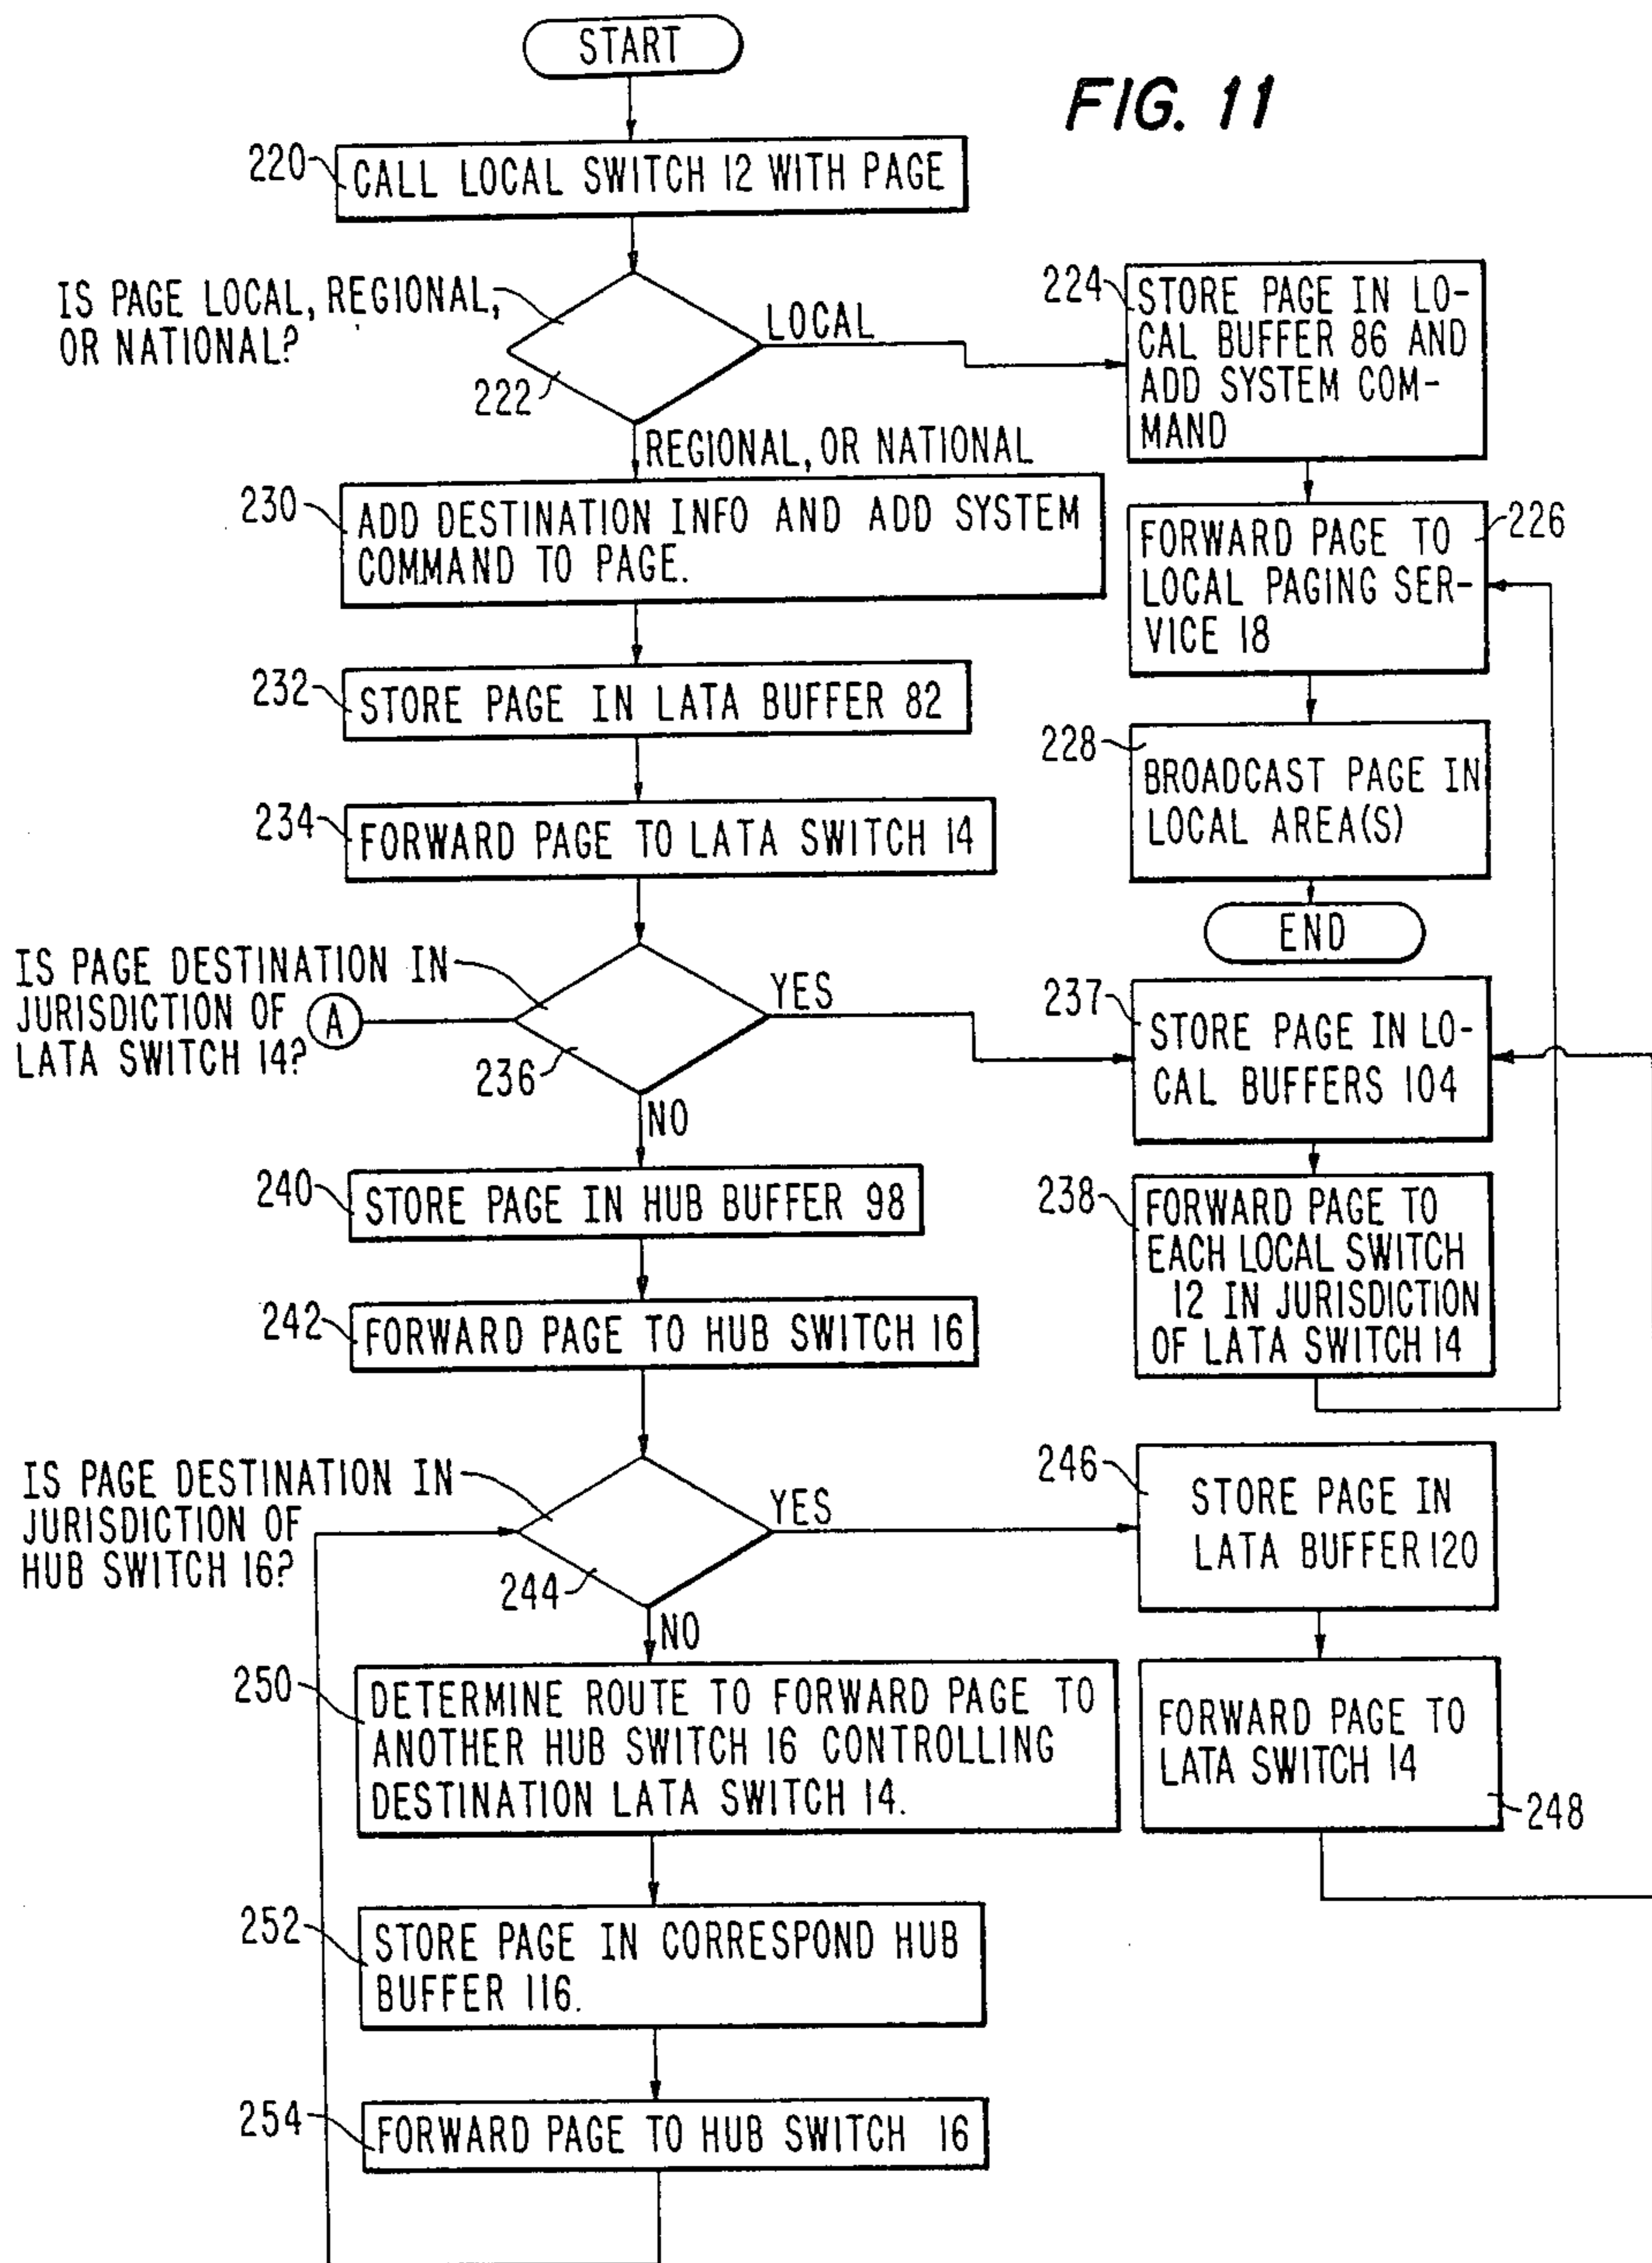 START
FIG. 11
220
CALL LOCAL SWITCH 12 WITH PAGE
IS PAGE LOCAL, REGIONAL,
OR NATIONAL?
222
LOCAL
REGIONAL, OR NATIONAL
224
STORE PAGE IN LO-
CAL BUFFER 86 AND
ADD SYSTEM COM-
MAND
226
FORWARD PAGE TO
LOCAL PAGING SER-
VICE 18
228
BROADCAST PAGE IN
LOCAL AREA(S)
END
230
ADD DESTINATION INFO AND ADD SYSTEM
COMMAND TO PAGE.
232
STORE PAGE IN LATA BUFFER 82
234
FORWARD PAGE TO LATA SWITCH 14
IS PAGE DESTINATION IN
JURISDICTION OF
LATA SWITCH 14?
A
236
YES
NO
237
STORE PAGE IN LO-
CAL BUFFERS 104
238
FORWARD PAGE TO
EACH LOCAL SWITCH
12 IN JURISDICTION
OF LATA SWITCH 14
240
STORE PAGE IN HUB BUFFER 98
242
FORWARD PAGE TO HUB SWITCH 16
IS PAGE DESTINATION IN
JURISDICTION OF
HUB SWITCH 16?
244
YES
NO
246
STORE PAGE IN
LATA BUFFER 120
248
FORWARD PAGE TO
LATA SWITCH 14
250
DETERMINE ROUTE TO FORWARD PAGE TO
ANOTHER HUB SWITCH 16 CONTROLLING
DESTINATION LATA SWITCH 14.
252
STORE PAGE IN CORRESPOND HUB
BUFFER 116.
254
FORWARD PAGE TO HUB SWITCH 16